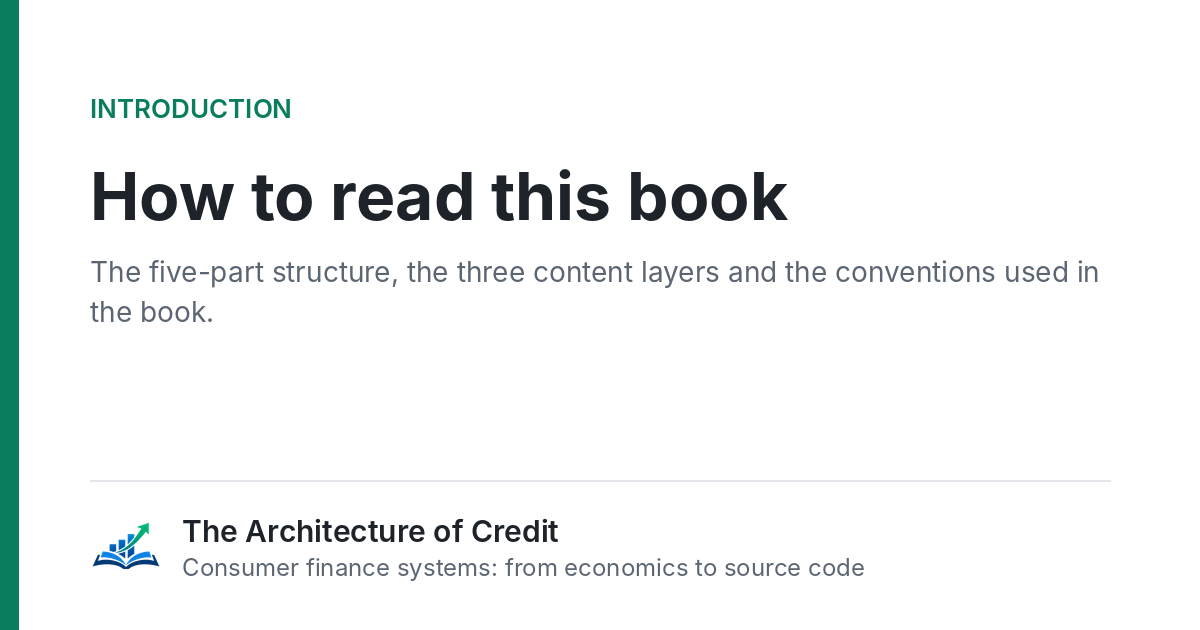 INTRODUCTION
How to read this book
The five-part structure, the three content layers and the conventions used in
the book.
The Architecture of Credit
Consumer finance systems: from economics to source code